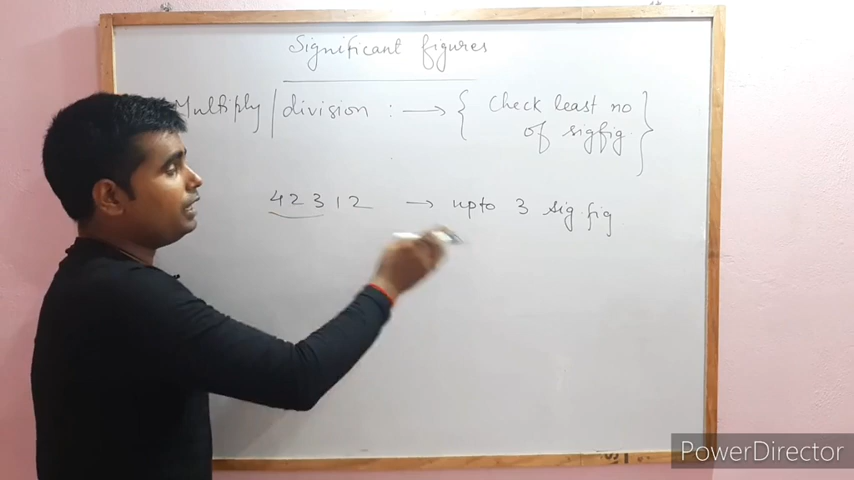 Significant figures
Multiply/division : → { Check least no
of sigfig. }
42312 → upto 3 sig.fig
PowerDirector